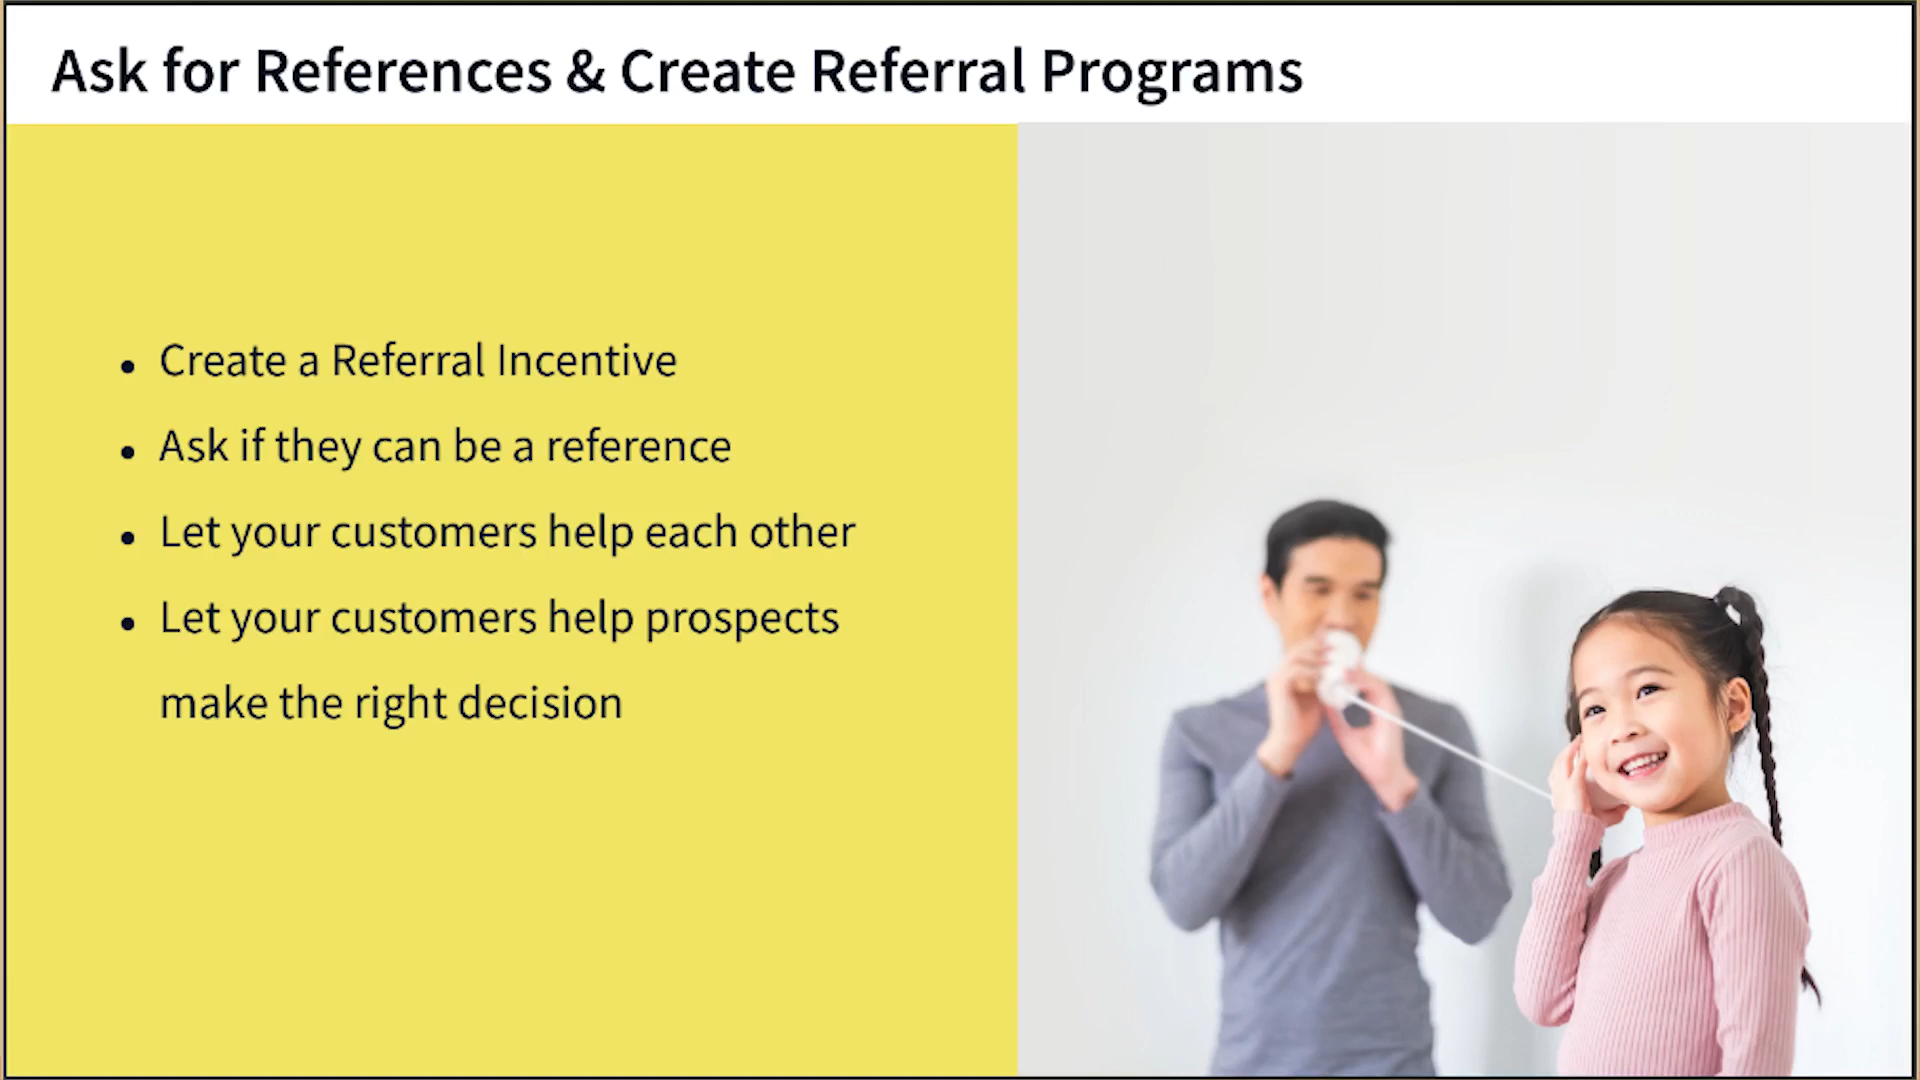 Ask for References & Create Referral Programs
• Create a Referral Incentive
• Ask if they can be a reference
• Let your customers help each other
• Let your customers help prospects
make the right decision